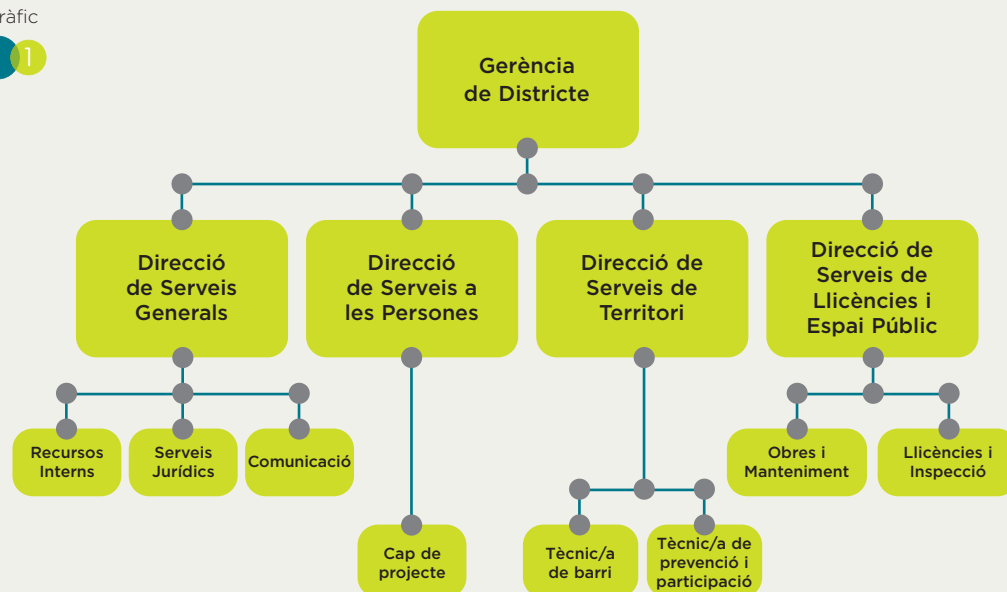 ràfic
1
Gerència
de Districte
Direcció
de Serveis
Generals
Direcció
de Serveis a
les Persones
Direcció de
Serveis de
Territori
Direcció de
Serveis de
Llicències i
Espai Públic
Recursos
Interns
Serveis
Jurídics
Comunicació
Obres i
Manteniment
Llicències i
Inspecció
Cap de
projecte
Tècnic/a
de barri
Tècnic/a de
prevenció i
participació